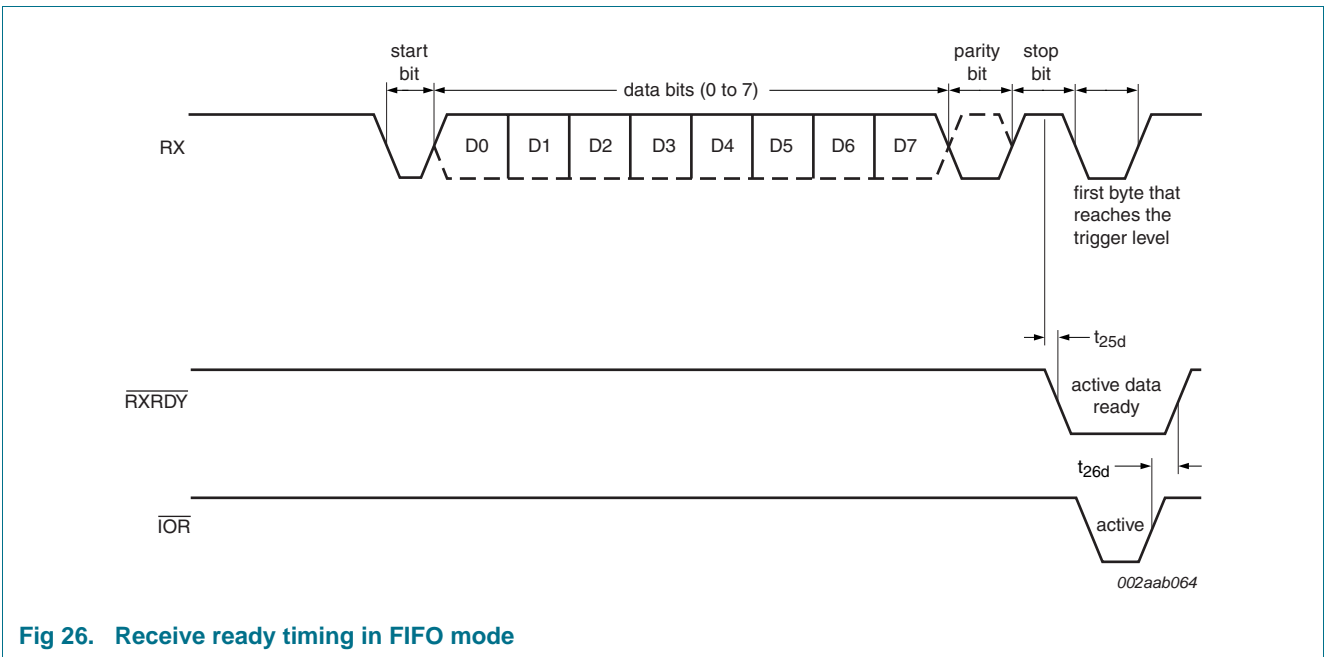 start
bit
data bits (0 to 7)
parity
bit
stop
bit
RX
D0 D1 D2 D3 D4 D5 D6 D7
first byte that
reaches the
trigger level
t25d
RXRDY
active data
ready
t26d
IOR
active
002aab064
Fig 26. Receive ready timing in FIFO mode